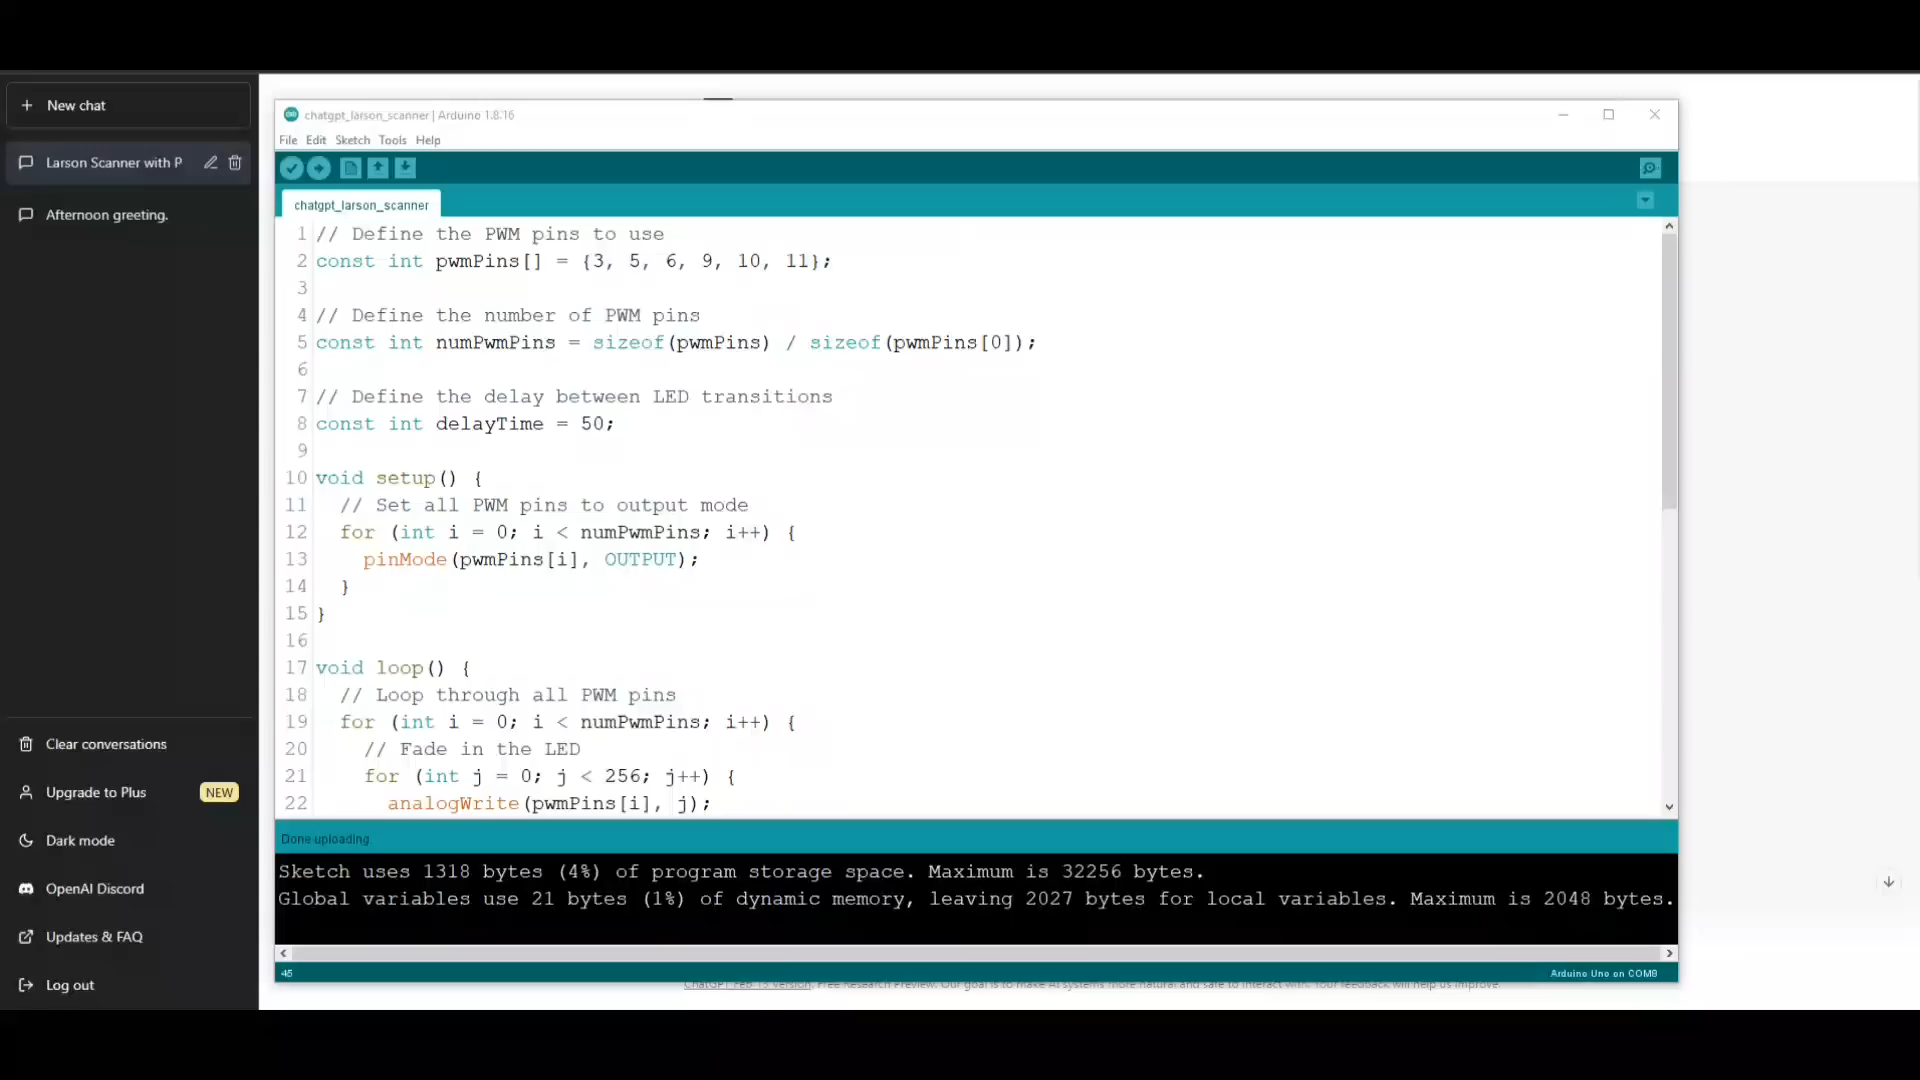 New chat
Larson Scanner with P
Afternoon greeting.
Clear conversations
Upgrade to Plus NEW
Dark mode
OpenAI Discord
Updates & FAQ
Log out
chatgpt_larson_scanner | Arduino 1.8.16
File Edit Sketch Tools Help
chatgpt_larson_scanner
1 // Define the PWM pins to use
2 const int pwmPins[] = {3, 5, 6, 9, 10, 11};
3
4 // Define the number of PWM pins
5 const int numPwmPins = sizeof(pwmPins) / sizeof(pwmPins[0]);
6
7 // Define the delay between LED transitions
8 const int delayTime = 50;
9
10 void setup() {
11 // Set all PWM pins to output mode
12 for (int i = 0; i < numPwmPins; i++) {
13 pinMode(pwmPins[i], OUTPUT);
14 }
15 }
16
17 void loop() {
18 // Loop through all PWM pins
19 for (int i = 0; i < numPwmPins; i++) {
20 // Fade in the LED
21 for (int j = 0; j < 256; j++) {
22 analogWrite(pwmPins[i], j);
Done uploading
Sketch uses 1318 bytes (4%) of program storage space. Maximum is 32256 bytes.
Global variables use 21 bytes (1%) of dynamic memory, leaving 2027 bytes for local variables. Maximum is 2048 bytes.
45 Arduino Uno on COM8
ChatGPT Feb 13 Version. Free Research Preview. Our goal is to make AI systems more natural and safe to interact with. Your feedback will help us improve.